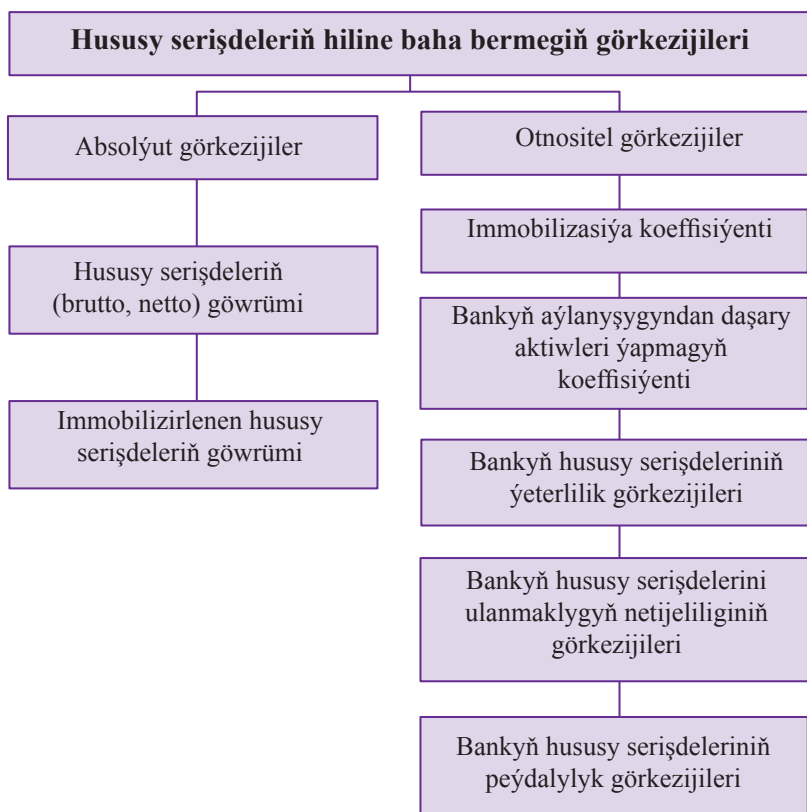 Hususy serişdeleriň hiline baha bermegiň görkezijileri
Absolýut görkezijiler
Hususy serişdeleriň
(brutto, netto) göwrümi
Immobilizirlenen hususy
serişdeleriň göwrümi
Otnositel görkezijiler
Immobilizasiýa koeffisiýenti
Bankyň aýlanyşygyndan daşary
aktiwleri ýapmagyň
koeffisiýenti
Bankyň hususy serişdeleriniň
ýeterlilik görkezijileri
Bankyň hususy serişdelerini
ulanmaklygyň netijeliliginiň
görkezijileri
Bankyň hususy serişdeleriniň
peýdalylyk görkezijileri